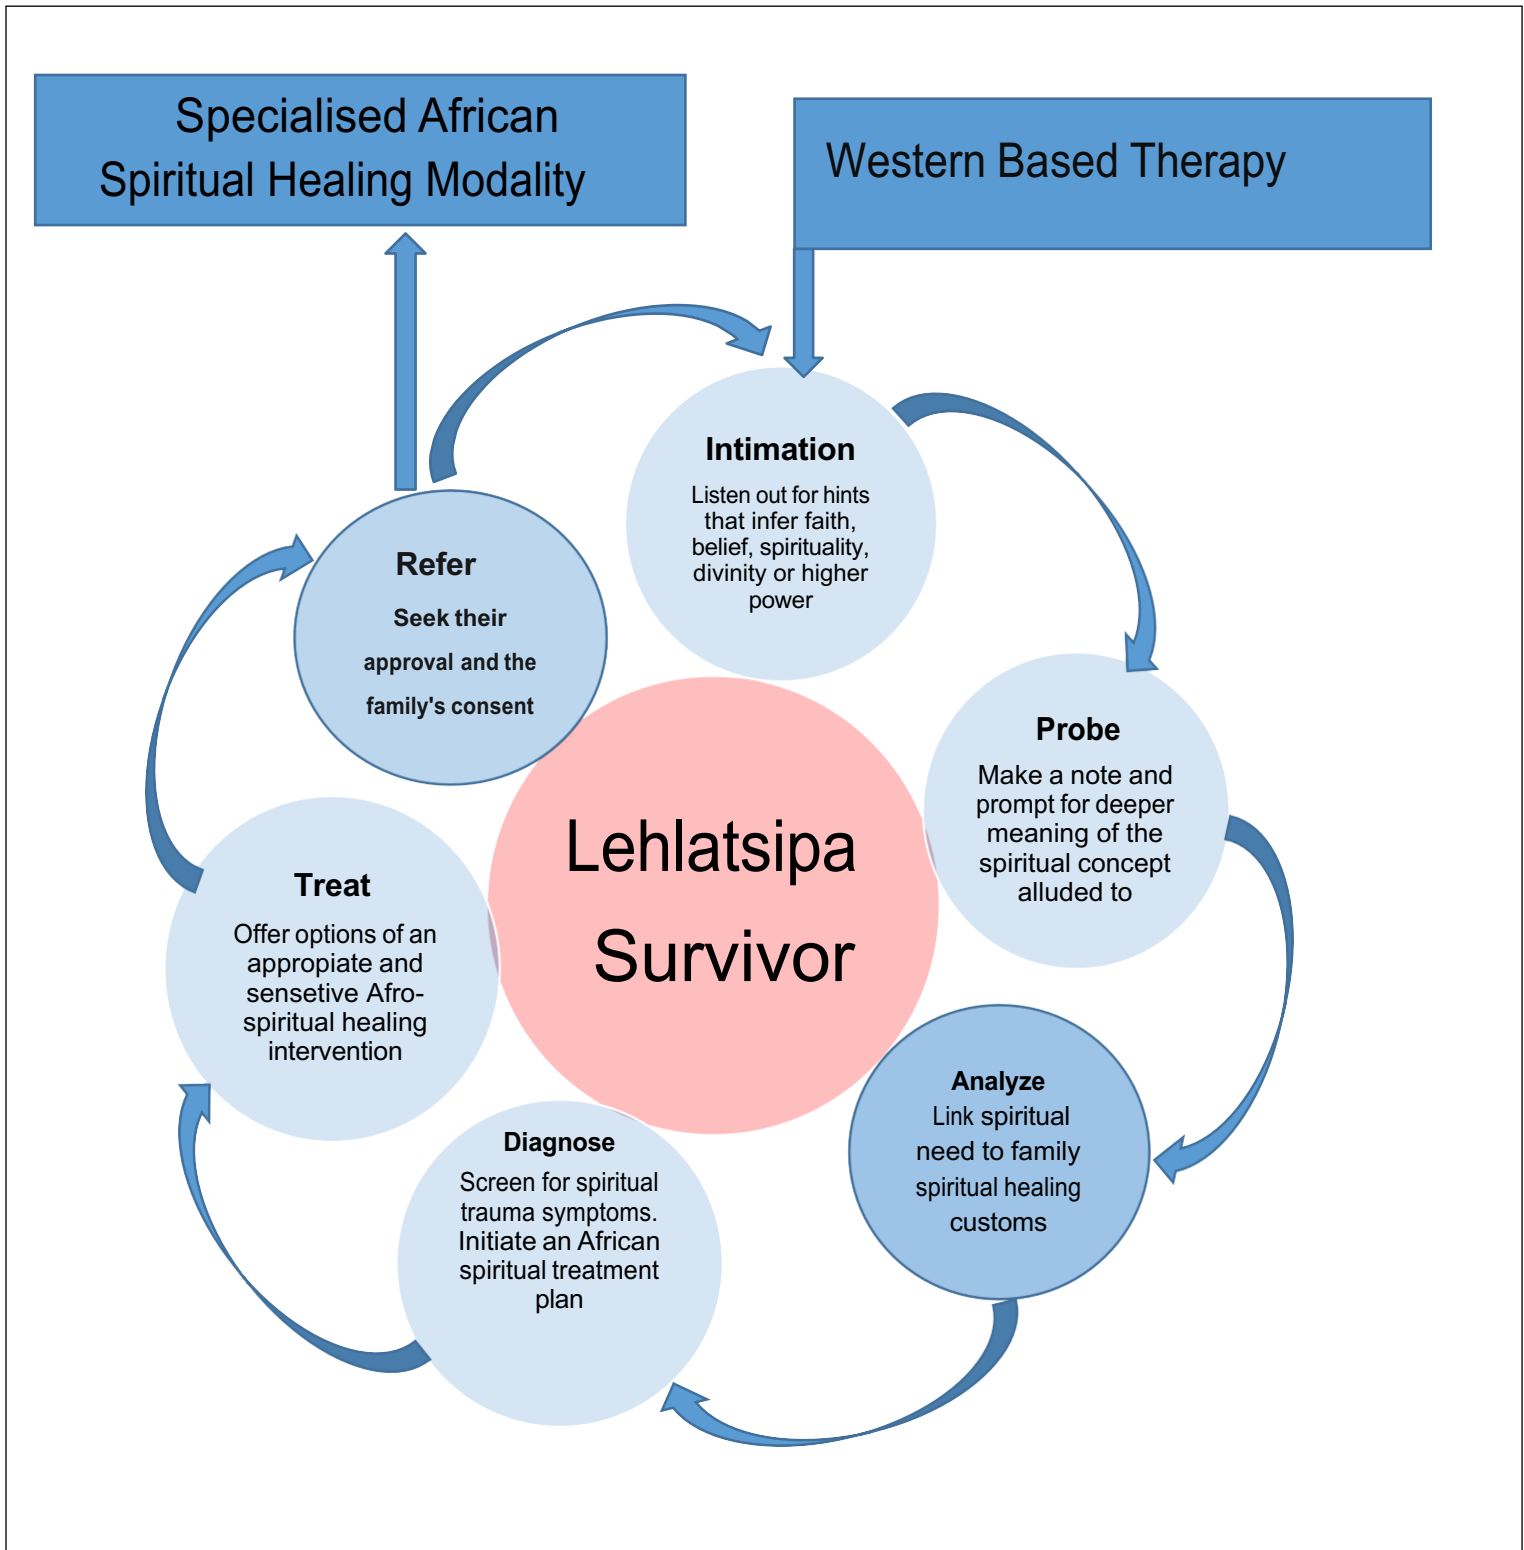 Specialised African
Spiritual Healing Modality
Western Based Therapy
Intimation
Listen out for hints
that infer faith,
belief, spirituality,
divinity or higher
power
Probe
Make a note and
prompt for deeper
meaning of the
spiritual concept
alluded to
Analyze
Link spiritual
need to family
spiritual healing
customs
Diagnose
Screen for spiritual
trauma symptoms.
Initiate an African
spiritual treatment
plan
Treat
Offer options of an
appropiate and
sensetive Afro-
spiritual healing
intervention
Refer
Seek their
approval and the
family's consent
Lehlatsipa
Survivor